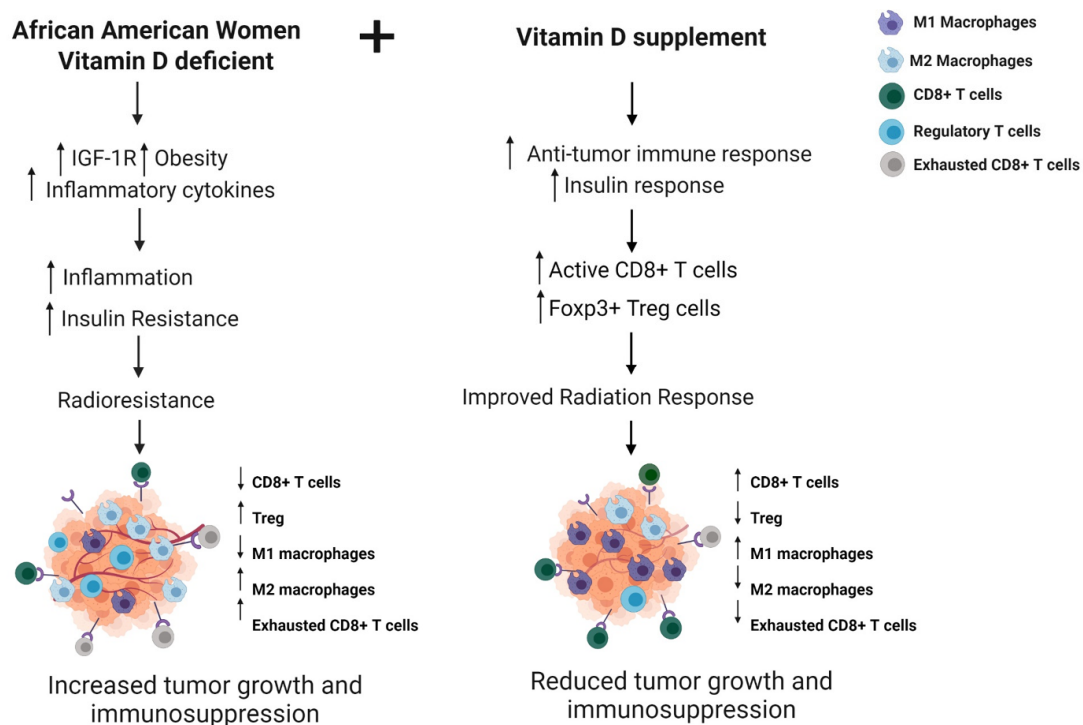 African American Women
Vitamin D deficient
+
Vitamin D supplement
M1 Macrophages
M2 Macrophages
CD8+ T cells
Regulatory T cells
Exhausted CD8+ T cells
↑ IGF-1R ↑ Obesity
↑ Inflammatory cytokines
↑ Inflammation
↑ Insulin Resistance
Radioresistance
↓ CD8+ T cells
↑ Treg
↓ M1 macrophages
↑ M2 macrophages
↑ Exhausted CD8+ T cells
Increased tumor growth and
immunosuppression
↑ Anti-tumor immune response
↑ Insulin response
↑ Active CD8+ T cells
↑ Foxp3+ Treg cells
Improved Radiation Response
↑ CD8+ T cells
↓ Treg
↑ M1 macrophages
↓ M2 macrophages
↓ Exhausted CD8+ T cells
Reduced tumor growth and
immunosuppression